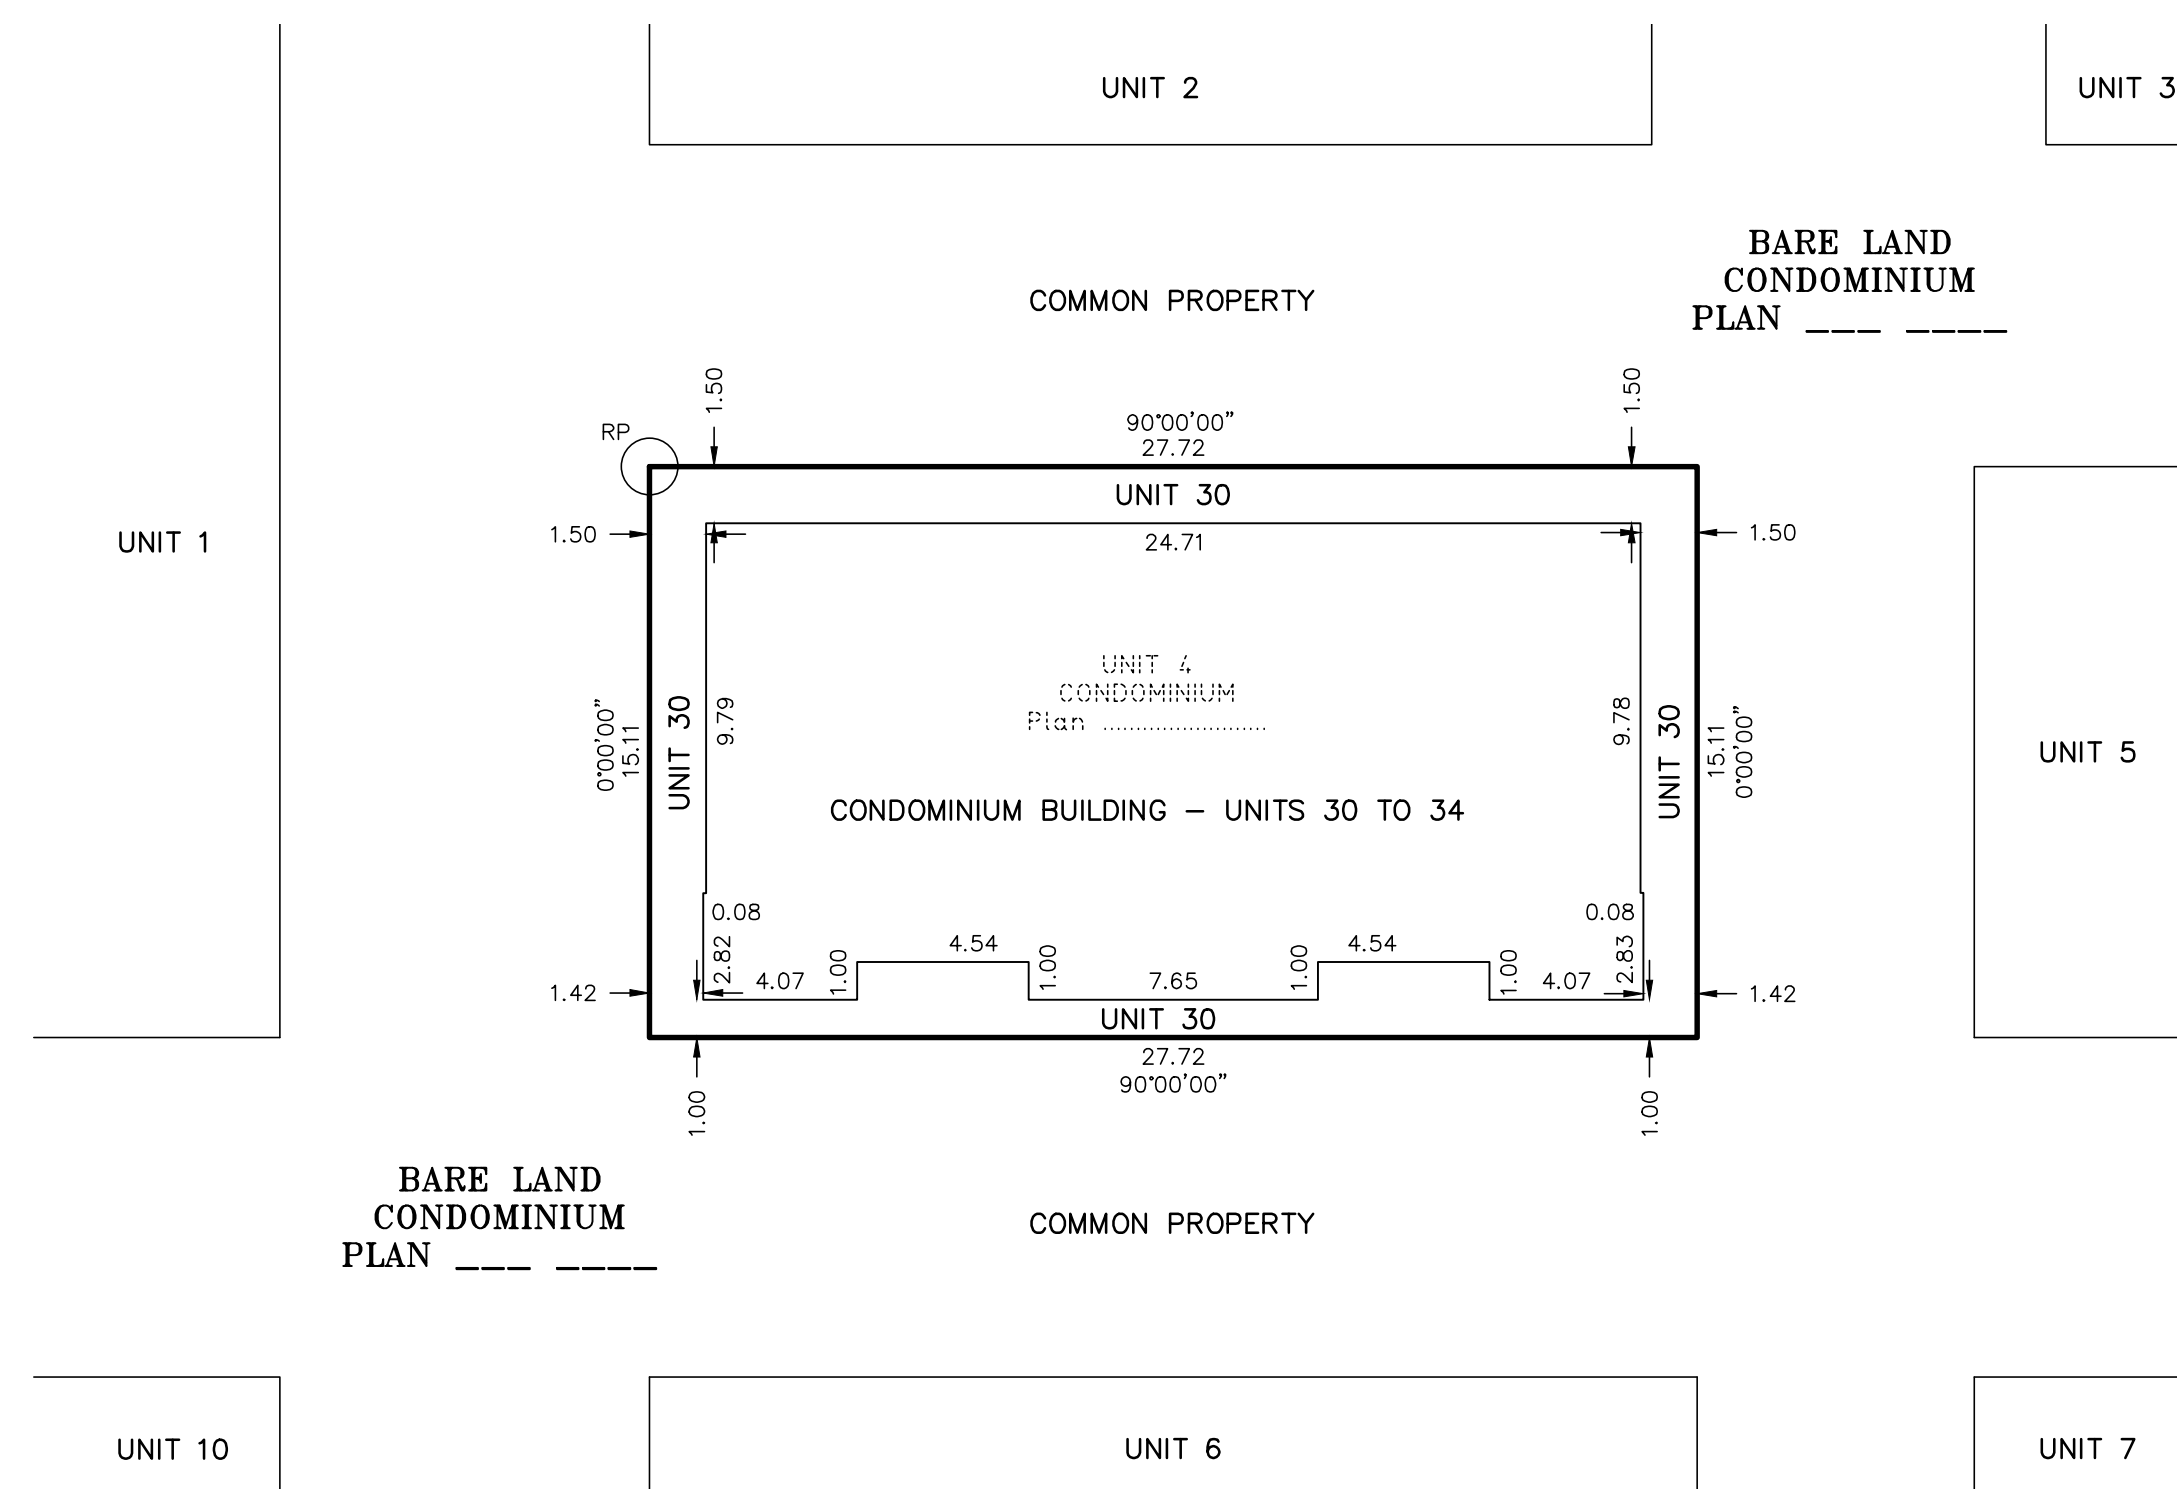 UNIT 2
UNIT 3
BARE LAND
CONDOMINIUM
PLAN ___ ____
COMMON PROPERTY
1.50
1.50
90°00'00"
27.72
RP
UNIT 30
1.50
1.50
24.71
UNIT 1
UNIT 4
CONDOMINIUM
Plan ........................
0°00'00"
15.11
UNIT 30
9.79
9.78
UNIT 30
15.11
0°00'00"
UNIT 5
CONDOMINIUM BUILDING – UNITS 30 TO 34
0.08
0.08
2.82
4.07
1.00
4.54
1.00
7.65
1.00
4.54
1.00
4.07
2.83
1.42
1.42
UNIT 30
27.72
90°00'00"
1.00
1.00
BARE LAND
CONDOMINIUM
PLAN ___ ____
COMMON PROPERTY
UNIT 10
UNIT 6
UNIT 7